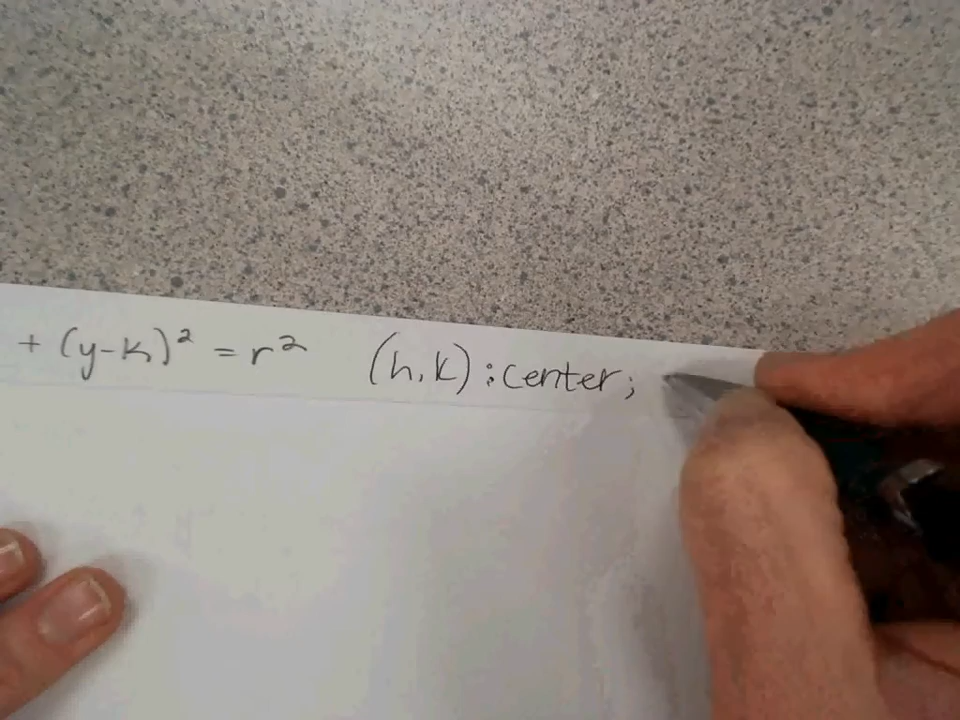 + (y-k)² = r² (h,k) : center;